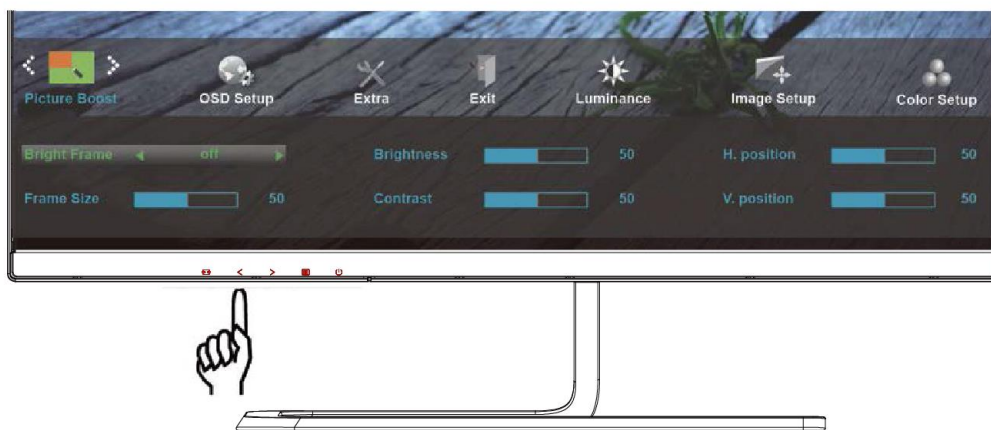 Picture Boost OSD Setup Extra Exit Luminance Image Setup Color Setup
Bright Frame off Brightness 50 H. position 50
Frame Size 50 Contrast 50 V. position 50